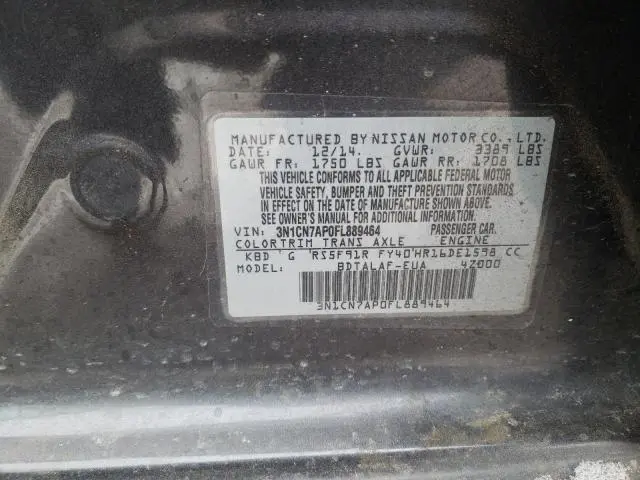 MANUFACTURED BY NISSAN MOTOR CO., LTD.
DATE: 12/14. GVWR: 3389 LBS
GAWR FR: 1750 LBS GAWR RR: 1708 LBS
THIS VEHICLE CONFORMS TO ALL APPLICABLE FEDERAL MOTOR
VEHICLE SAFETY, BUMPER AND THEFT PREVENTION STANDARDS
IN EFFECT ON THE DATE OF MANUFACTURE SHOWN ABOVE.
SEE OWNER'S MANUAL FOR ADDITIONAL INFORMATION.
VIN: 3N1CN7AP0FL889464 PASSENGER CAR.
COLOR TRIM TRANS AXLE ENGINE
KBD G RS5F91R FY40 HR16DE1598 CC
MODEL: BDTALAF-EUA 42000
3N1CN7AP0FL889464